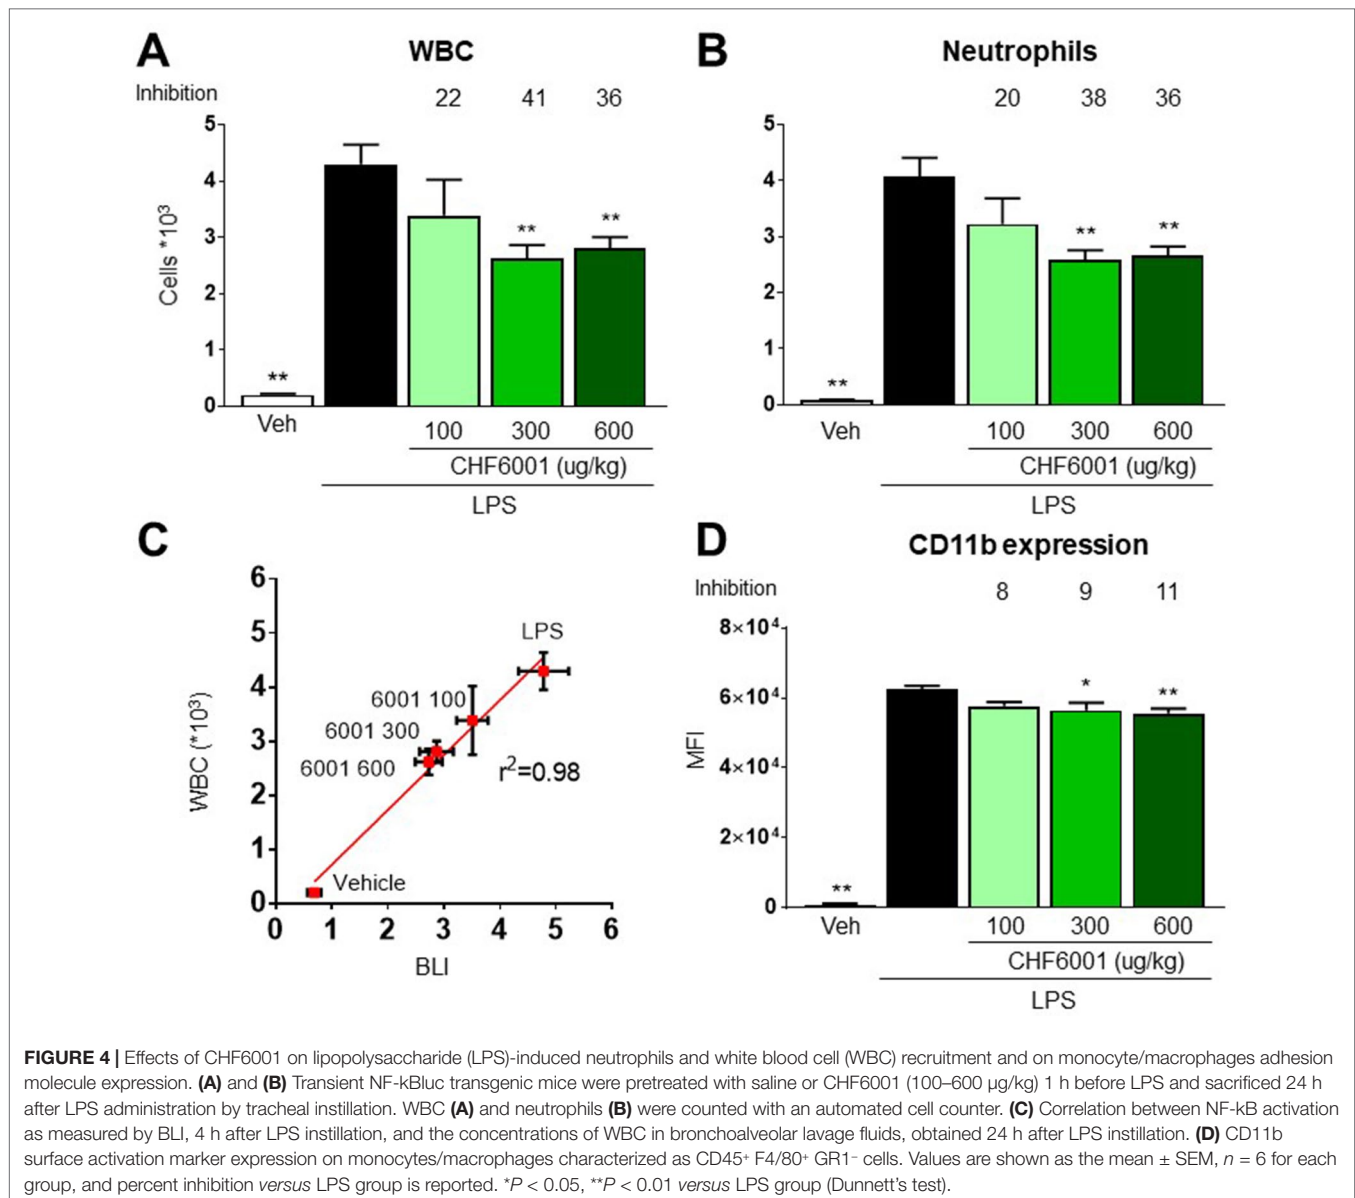 A
WBC
Inhibition 22 41 36
5
4
3
2
1
0
Cells *10³
**
**
**
Veh
100 300 600
CHF6001 (ug/kg)
LPS
B
Neutrophils
20 38 36
5
4
3
2
1
0
**
**
**
Veh
100 300 600
CHF6001 (ug/kg)
LPS
C
6
5
4
3
2
1
0
WBC (*10³)
LPS
6001 100
6001 300
6001 600
r²=0.98
Vehicle
0 1 2 3 4 5 6
BLI
D
CD11b expression
Inhibition 8 9 11
8×10⁴
6×10⁴
4×10⁴
2×10⁴
0
MFI
**
*
**
Veh
100 300 600
CHF6001 (ug/kg)
LPS
FIGURE 4 | Effects of CHF6001 on lipopolysaccharide (LPS)-induced neutrophils and white blood cell (WBC) recruitment and on monocyte/macrophages adhesion
molecule expression. (A) and (B) Transient NF-kBluc transgenic mice were pretreated with saline or CHF6001 (100–600 µg/kg) 1 h before LPS and sacrificed 24 h
after LPS administration by tracheal instillation. WBC (A) and neutrophils (B) were counted with an automated cell counter. (C) Correlation between NF-kB activation
as measured by BLI, 4 h after LPS instillation, and the concentrations of WBC in bronchoalveolar lavage fluids, obtained 24 h after LPS instillation. (D) CD11b
surface activation marker expression on monocytes/macrophages characterized as CD45⁺ F4/80⁺ GR1⁻ cells. Values are shown as the mean ± SEM, n = 6 for each
group, and percent inhibition versus LPS group is reported. *P < 0.05, **P < 0.01 versus LPS group (Dunnett's test).